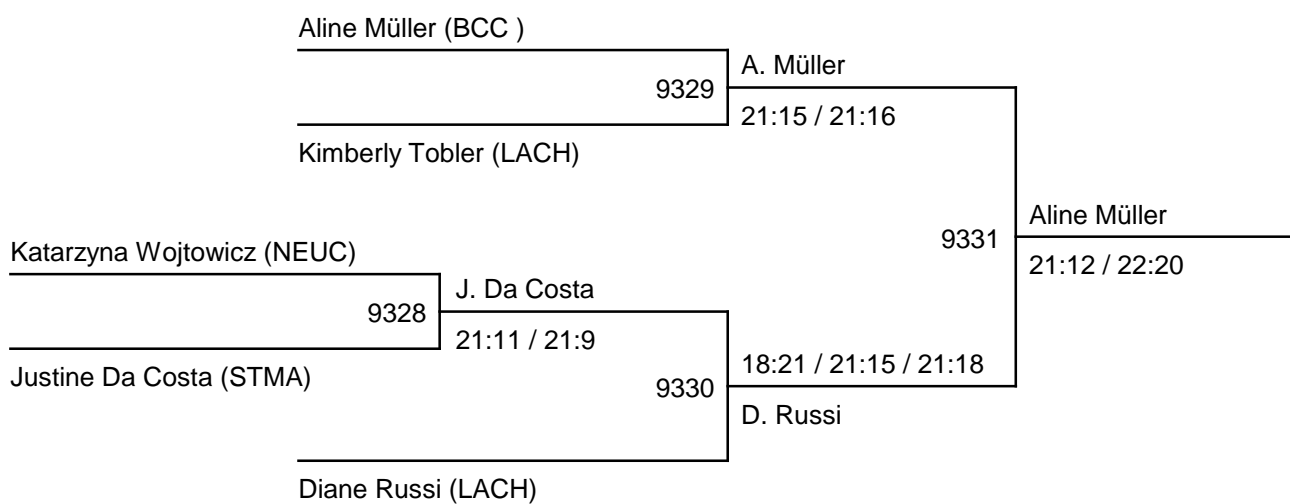 Aline Müller (BCC )
A. Müller
9329
21:15 / 21:16
Kimberly Tobler (LACH)
Aline Müller
9331
21:12 / 22:20
Katarzyna Wojtowicz (NEUC)
J. Da Costa
9328
21:11 / 21:9
Justine Da Costa (STMA)
18:21 / 21:15 / 21:18
9330
D. Russi
Diane Russi (LACH)